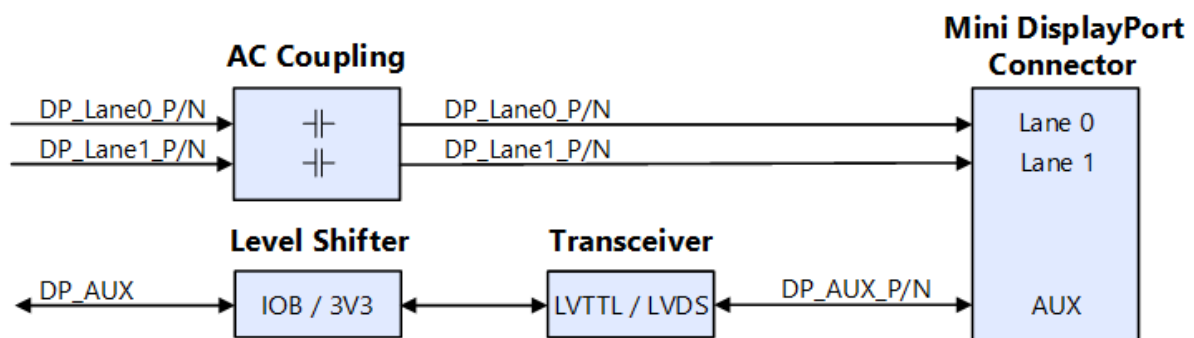 Mini DisplayPort
Connector
AC Coupling
DP_Lane0_P/N
DP_Lane0_P/N
Lane 0
DP_Lane1_P/N
DP_Lane1_P/N
Lane 1
Level Shifter
Transceiver
DP_AUX
IOB / 3V3
LVTTL / LVDS
DP_AUX_P/N
AUX